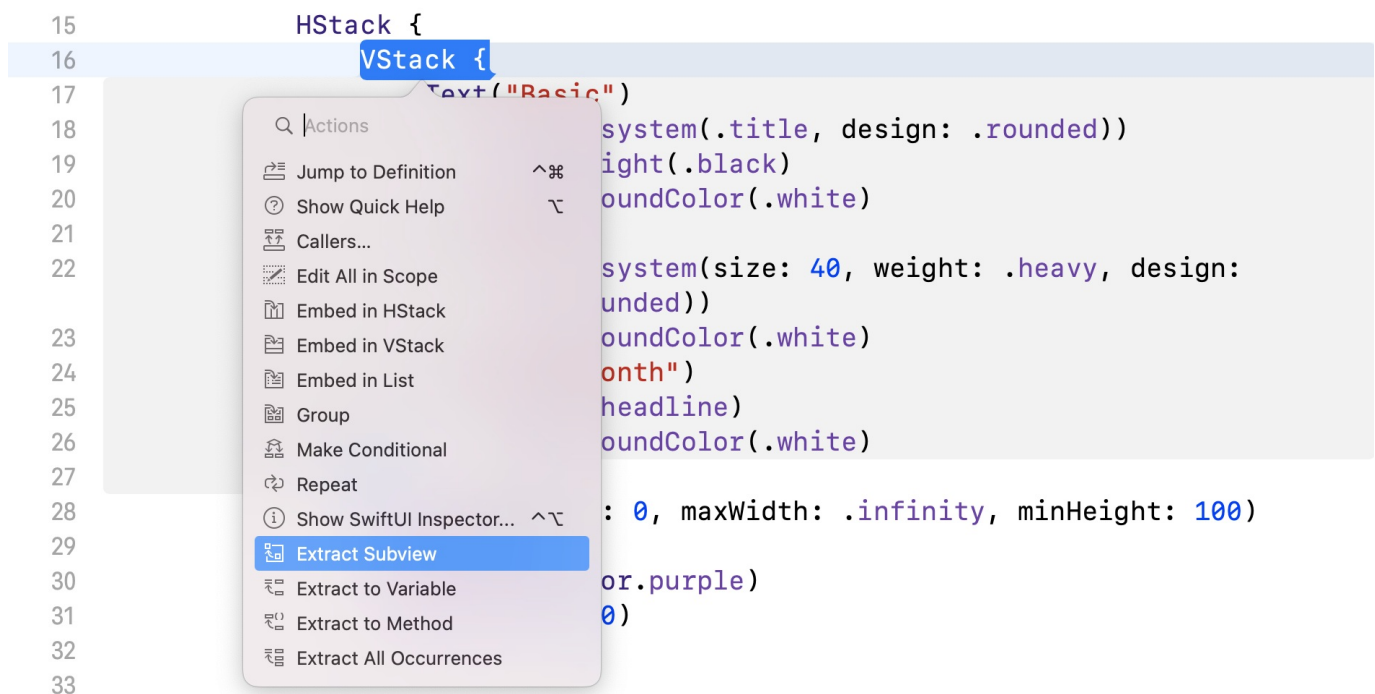 15 HStack {
16 VStack {
17 Text("Basic")
Actions
18 system(.title, design: .rounded))
19 ight(.black)
Jump to Definition ^⌘
20 oundColor(.white)
Show Quick Help ⌥
21
Callers...
22 system(size: 40, weight: .heavy, design:
Edit All in Scope
unded))
Embed in HStack
23 oundColor(.white)
Embed in VStack
24 onth")
Embed in List
25 headline)
Group
26 oundColor(.white)
Make Conditional
27
Repeat
28 : 0, maxWidth: .infinity, minHeight: 100)
Show SwiftUI Inspector... ^⌥
29
Extract Subview
30 or.purple)
Extract to Variable
31 0)
Extract to Method
32
Extract All Occurrences
33